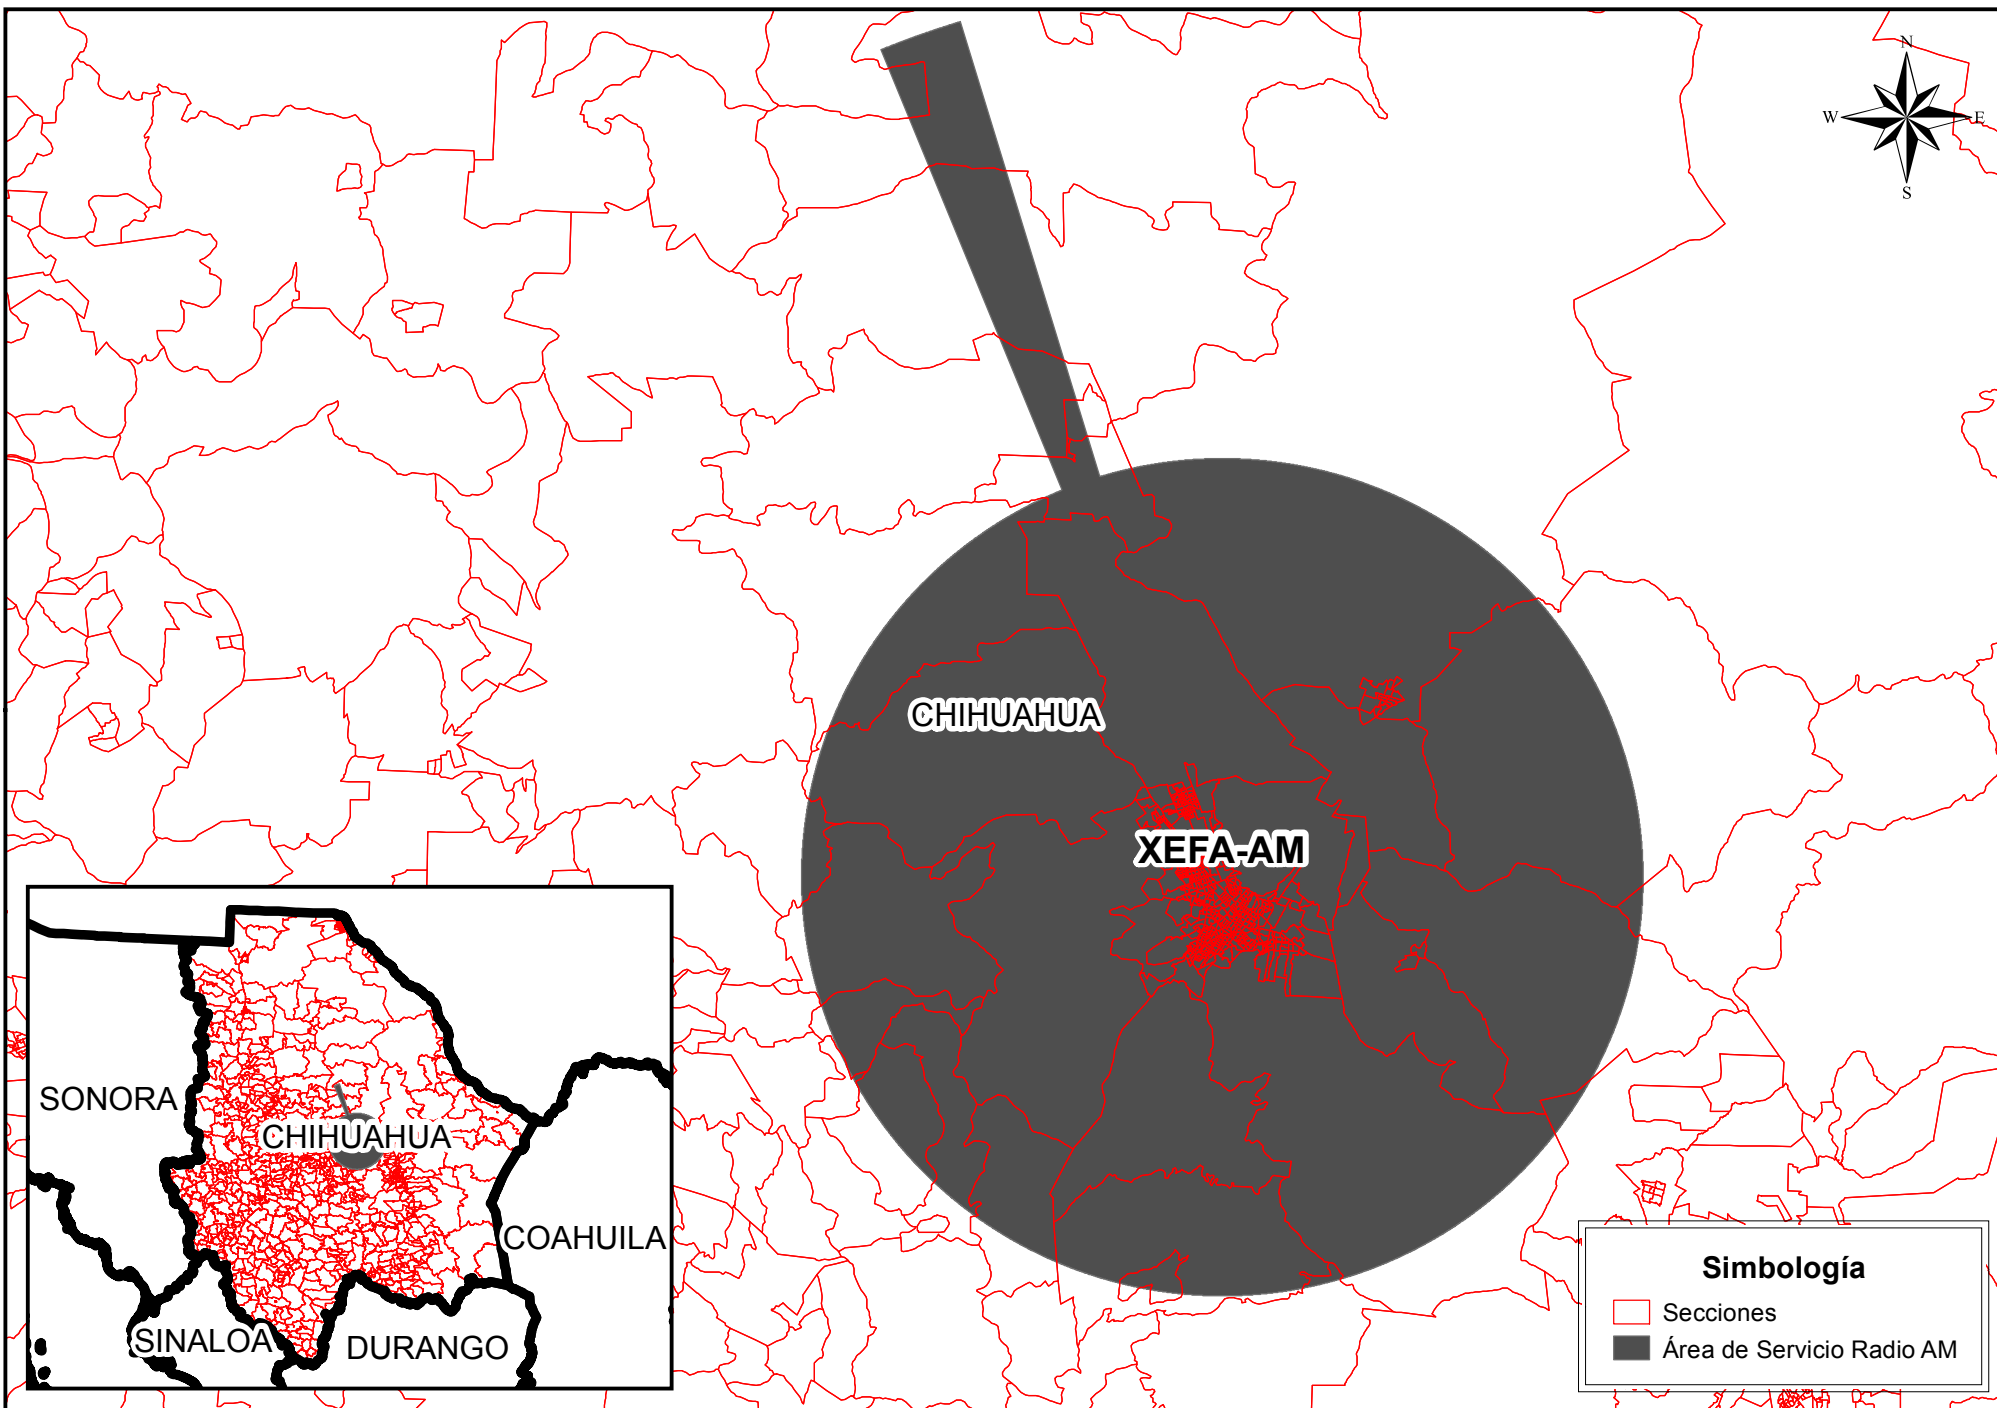 N
W
E
S
CHIHUAHUA
XEFA-AM
SONORA
CHIHUAHUA
COAHUILA
SINALOA
DURANGO
Simbología
Secciones
Área de Servicio Radio AM